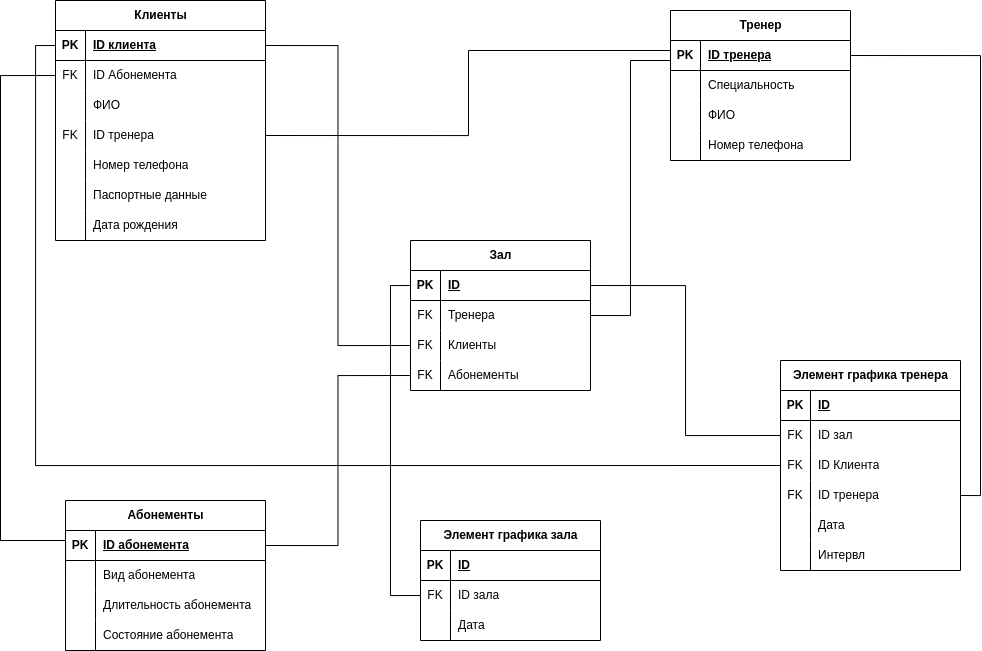 Клиенты
PK ID клиента
FK ID Абонемента
ФИО
FK ID тренера
Номер телефона
Паспортные данные
Дата рождения
Тренер
PK ID тренера
Специальность
ФИО
Номер телефона
Зал
PK ID
FK Тренера
FK Клиенты
FK Абонементы
Элемент графика тренера
PK ID
FK ID зал
FK ID Клиента
FK ID тренера
Дата
Интервл
Абонементы
PK ID абонемента
Вид абонемента
Длительность абонемента
Состояние абонемента
Элемент графика зала
PK ID
FK ID зала
Дата